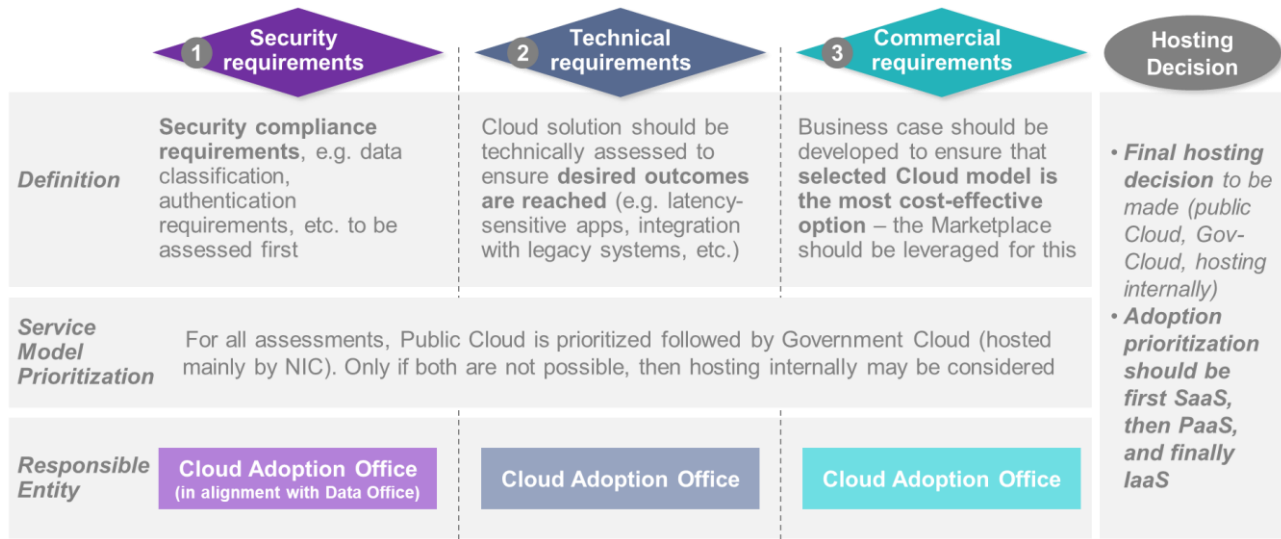 1
Security
requirements
2
Technical
requirements
3
Commercial
requirements
Hosting
Decision
Definition
Security compliance
requirements, e.g. data
classification,
authentication
requirements, etc. to be
assessed first
Cloud solution should be
technically assessed to
ensure desired outcomes
are reached (e.g. latency-
sensitive apps, integration
with legacy systems, etc.)
Business case should be
developed to ensure that
selected Cloud model is
the most cost-effective
option – the Marketplace
should be leveraged for this
• Final hosting
decision to be
made (public
Cloud, Gov-
Cloud, hosting
internally)
• Adoption
prioritization
should be
first SaaS,
then PaaS,
and finally
IaaS
Service
Model
Prioritization
For all assessments, Public Cloud is prioritized followed by Government Cloud (hosted
mainly by NIC). Only if both are not possible, then hosting internally may be considered
Responsible
Entity
Cloud Adoption Office
(in alignment with Data Office)
Cloud Adoption Office
Cloud Adoption Office